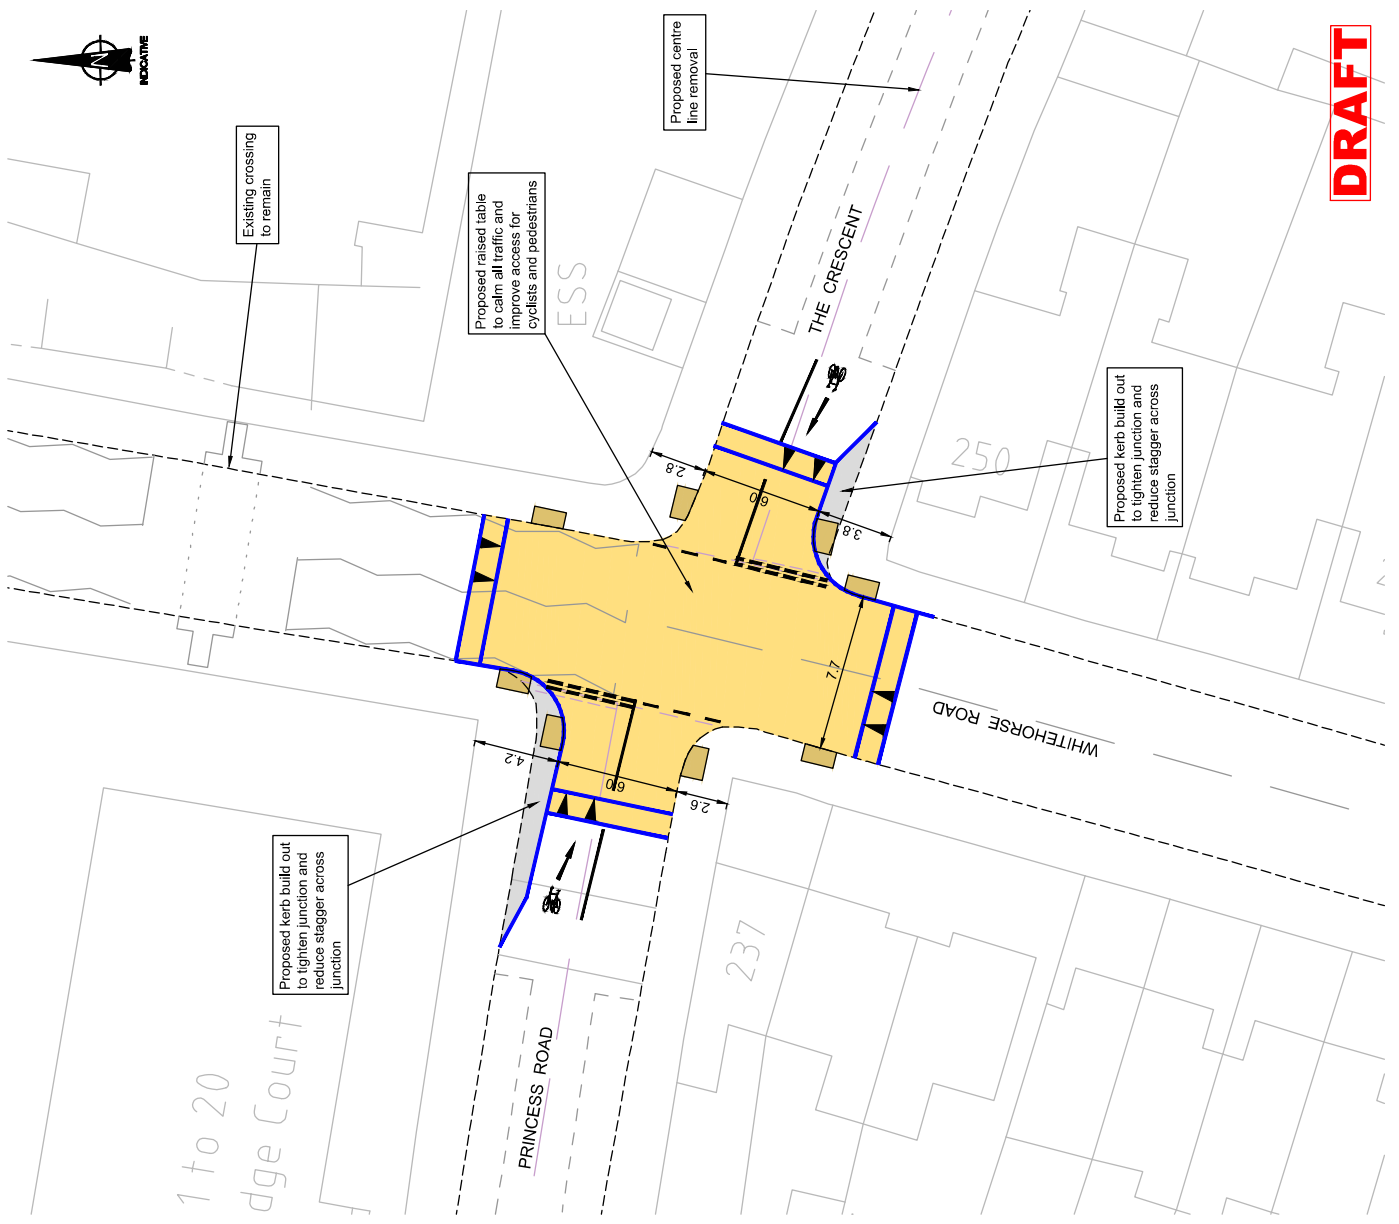 N
INDICATIVE
Existing crossing
to remain
Proposed raised table
to calm all traffic and
improve access for
cyclists and pedestrians
Proposed centre
line removal
DRAFT
ESS
THE CRESCENT
Proposed kerb build out
to tighten junction and
reduce stagger across
junction
250
2.8
6.0
3.8
7.7
WHITEHORSE ROAD
4.2
6.0
2.6
Proposed kerb build out
to tighten junction and
reduce stagger across
junction
237
PRINCESS ROAD
1 to 20
dge Court